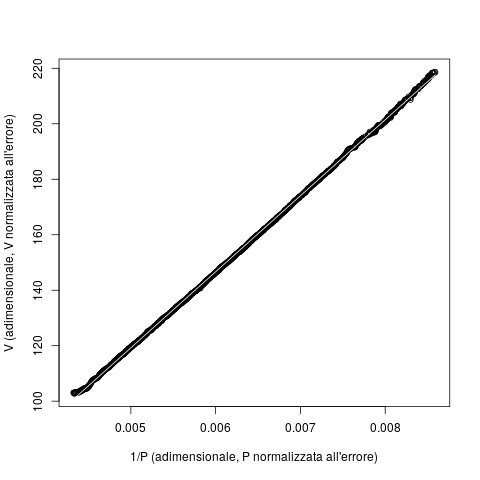 V (adimensionale, V normalizzata all'errore)
220
200
180
160
140
120
100
0.005 0.006 0.007 0.008
1/P (adimensionale, P normalizzata all'errore)